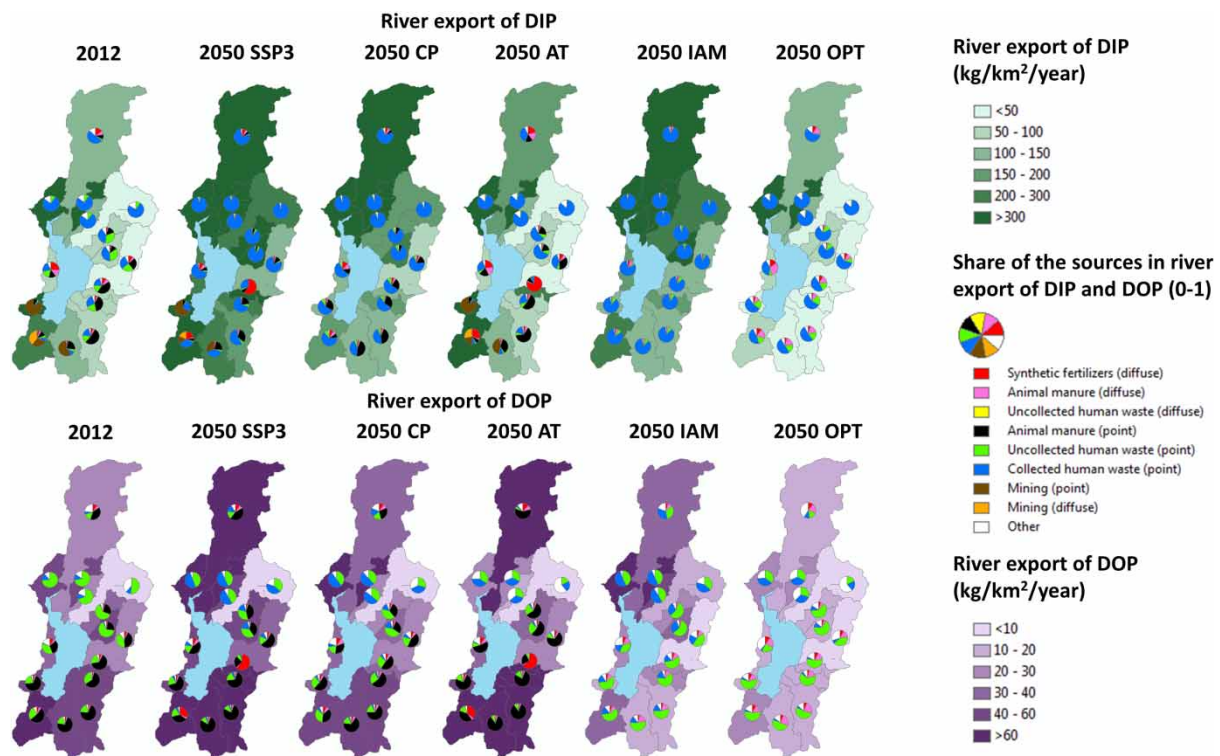 River export of DIP
2012
2050 SSP3
2050 CP
2050 AT
2050 IAM
2050 OPT
River export of DIP
(kg/km²/year)
<50
50 - 100
100 - 150
150 - 200
200 - 300
>300
Share of the sources in river
export of DIP and DOP (0-1)
Synthetic fertilizers (diffuse)
Animal manure (diffuse)
Uncollected human waste (diffuse)
Animal manure (point)
Uncollected human waste (point)
Collected human waste (point)
Mining (point)
Mining (diffuse)
Other
River export of DOP
2012
2050 SSP3
2050 CP
2050 AT
2050 IAM
2050 OPT
River export of DOP
(kg/km²/year)
<10
10 - 20
20 - 30
30 - 40
40 - 60
>60